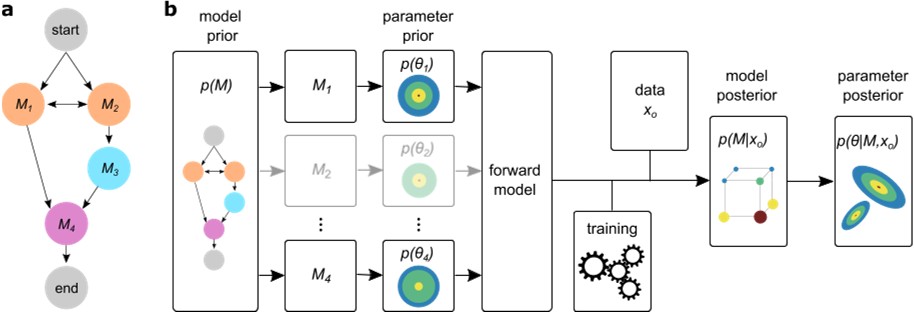 a
start
M1
M2
M3
M4
end
b
model
prior
parameter
prior
p(M)
M1
p(θ1)
M2
p(θ2)
⋮
⋮
M4
p(θ4)
forward
model
data
xo
training
model
posterior
p(M|xo)
parameter
posterior
p(θ|M,xo)